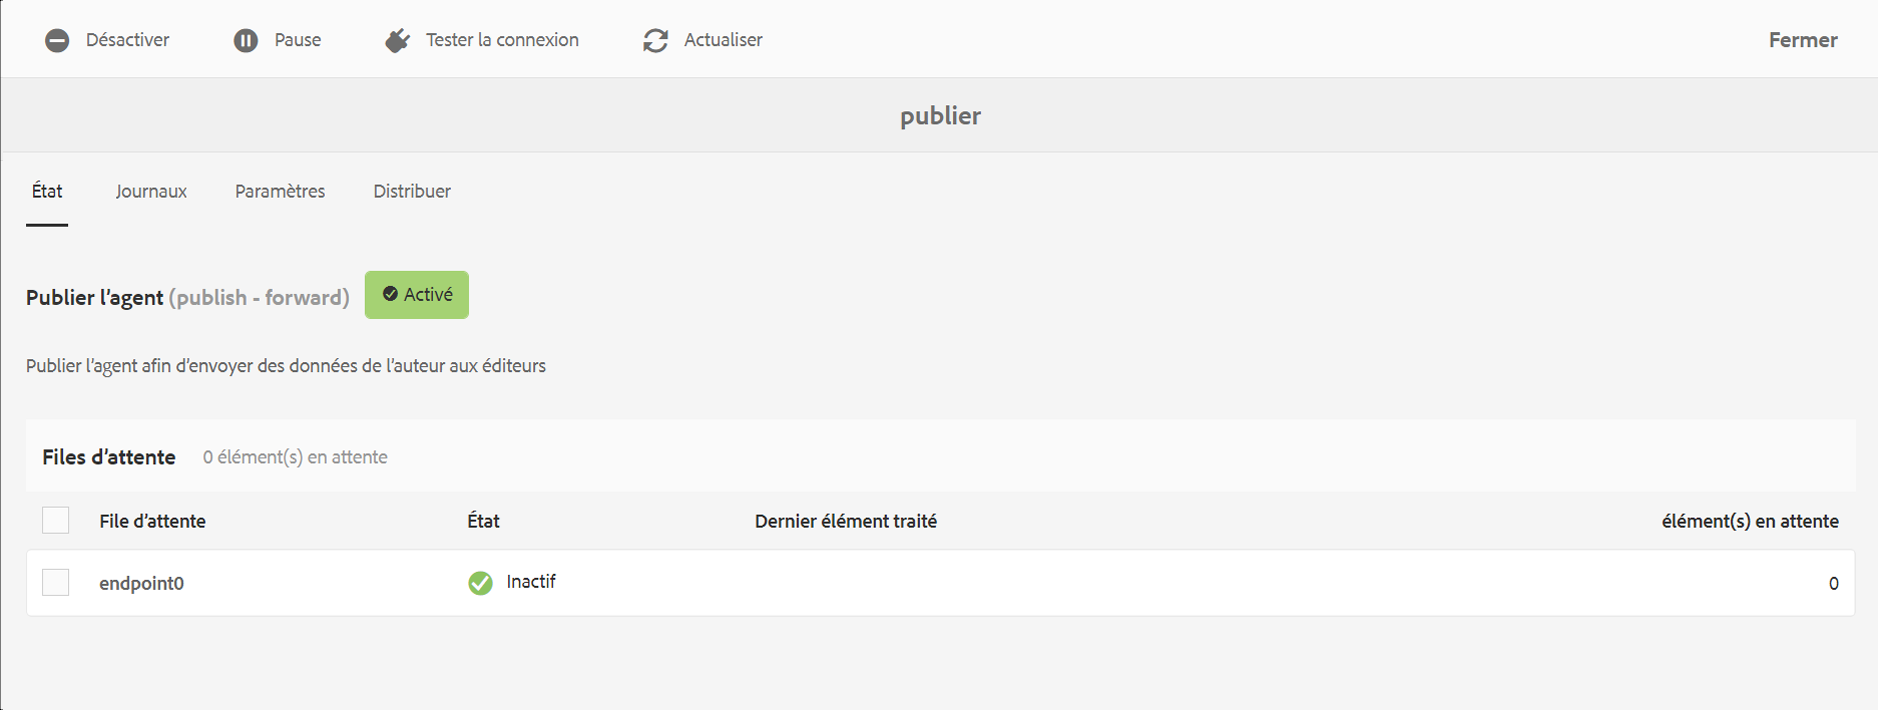 Désactiver Pause Tester la connexion Actualiser Fermer
publier
État Journaux Paramètres Distribuer
Publier l’agent (publish - forward) Activé
Publier l’agent afin d’envoyer des données de l’auteur aux éditeurs
Files d’attente 0 élément(s) en attente
File d’attente État Dernier élément traité élément(s) en attente
endpoint0 Inactif 0